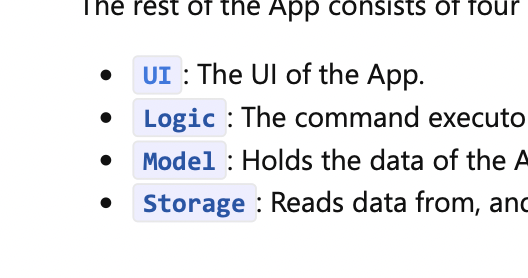 The rest of the App consists of four
• UI: The UI of the App.
• Logic: The command executo
• Model: Holds the data of the A
• Storage: Reads data from, and